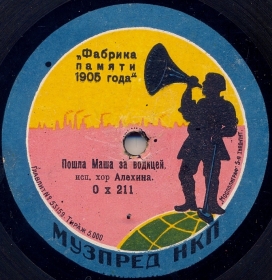 „Фабрика
памяти
1905 года"
Пошла Маша за водицей.
исп. хор Алехина.
О х 211
МУЗПРЕД НКП